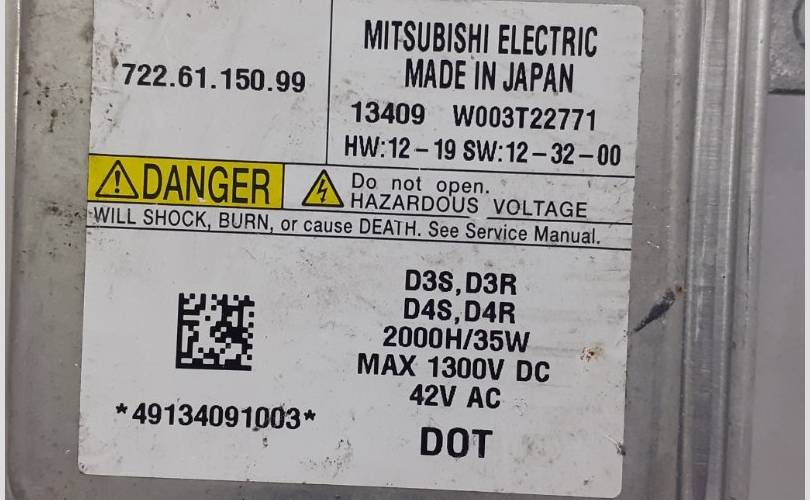 722.61.150.99
MITSUBISHI ELECTRIC
MADE IN JAPAN
13409 W003T22771
HW:12-19 SW:12-32-00
DANGER
Do not open.
HAZARDOUS VOLTAGE
WILL SHOCK, BURN, or cause DEATH. See Service Manual.
D3S,D3R
D4S,D4R
2000H/35W
MAX 1300V DC
42V AC
*49134091003*
DOT